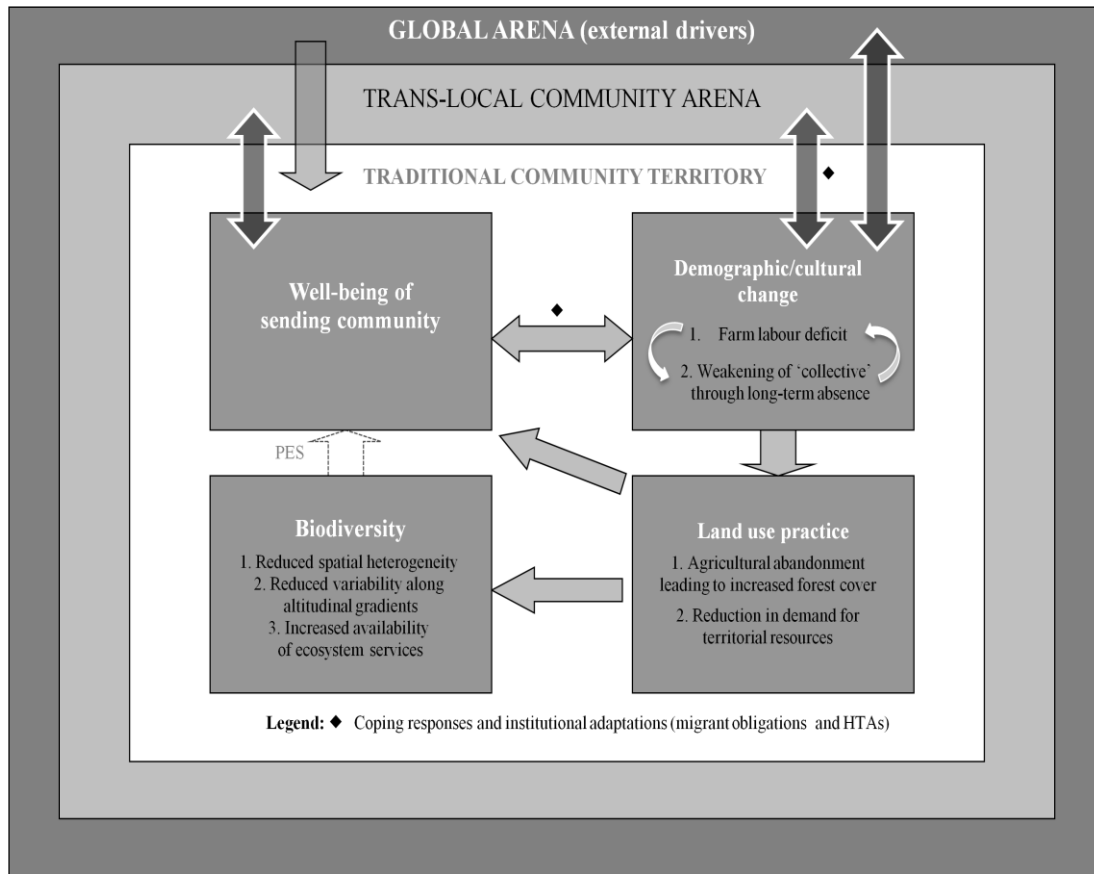 GLOBAL ARENA (external drivers)
TRANS-LOCAL COMMUNITY ARENA
TRADITIONAL COMMUNITY TERRITORY
♦
Well-being of
sending community
♦
Demographic/cultural
change
1. Farm labour deficit
2. Weakening of ‘collective’
through long-term absence
PES
Biodiversity
1. Reduced spatial heterogeneity
2. Reduced variability along
altitudinal gradients
3. Increased availability
of ecosystem services
Land use practice
1. Agricultural abandonment
leading to increased forest cover
2. Reduction in demand for
territorial resources
Legend: ♦ Coping responses and institutional adaptations (migrant obligations and HTAs)